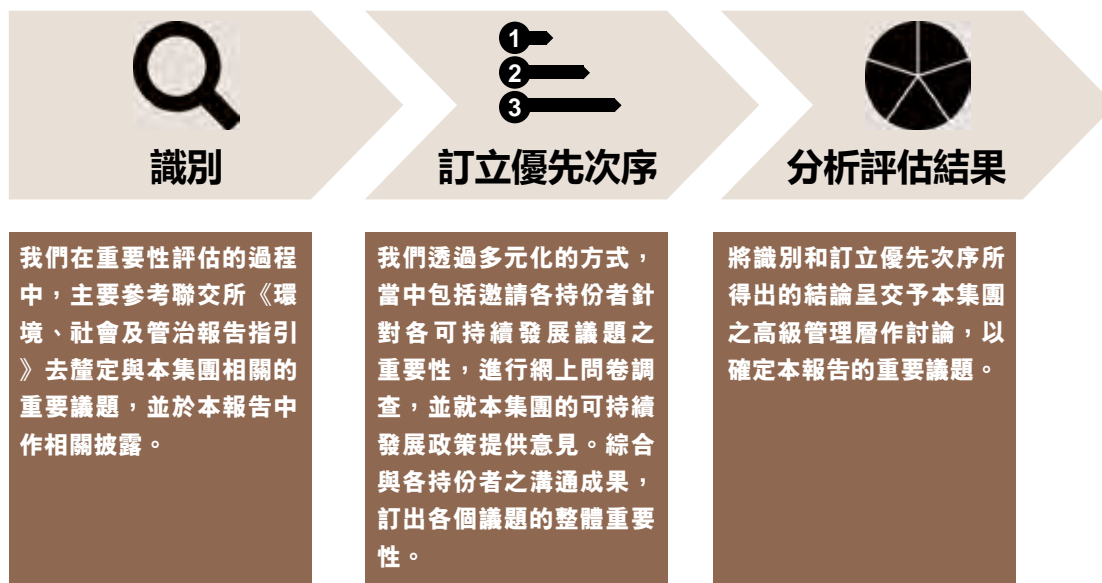 1
2
3
識別
訂立優先次序
分析評估結果
我們在重要性評估的過程
中，主要參考聯交所《環
境、社會及管治報告指引
》去釐定與本集團相關的
重要議題，並於本報告中
作相關披露。
我們透過多元化的方式，
當中包括邀請各持份者針
對各可持續發展議題之
重要性，進行網上問卷調
查，並就本集團的可持續
發展政策提供意見。綜合
與各持份者之溝通成果，
訂出各個議題的整體重要
性。
將識別和訂立優先次序所
得出的結論呈交予本集團
之高級管理層作討論，以
確定本報告的重要議題。